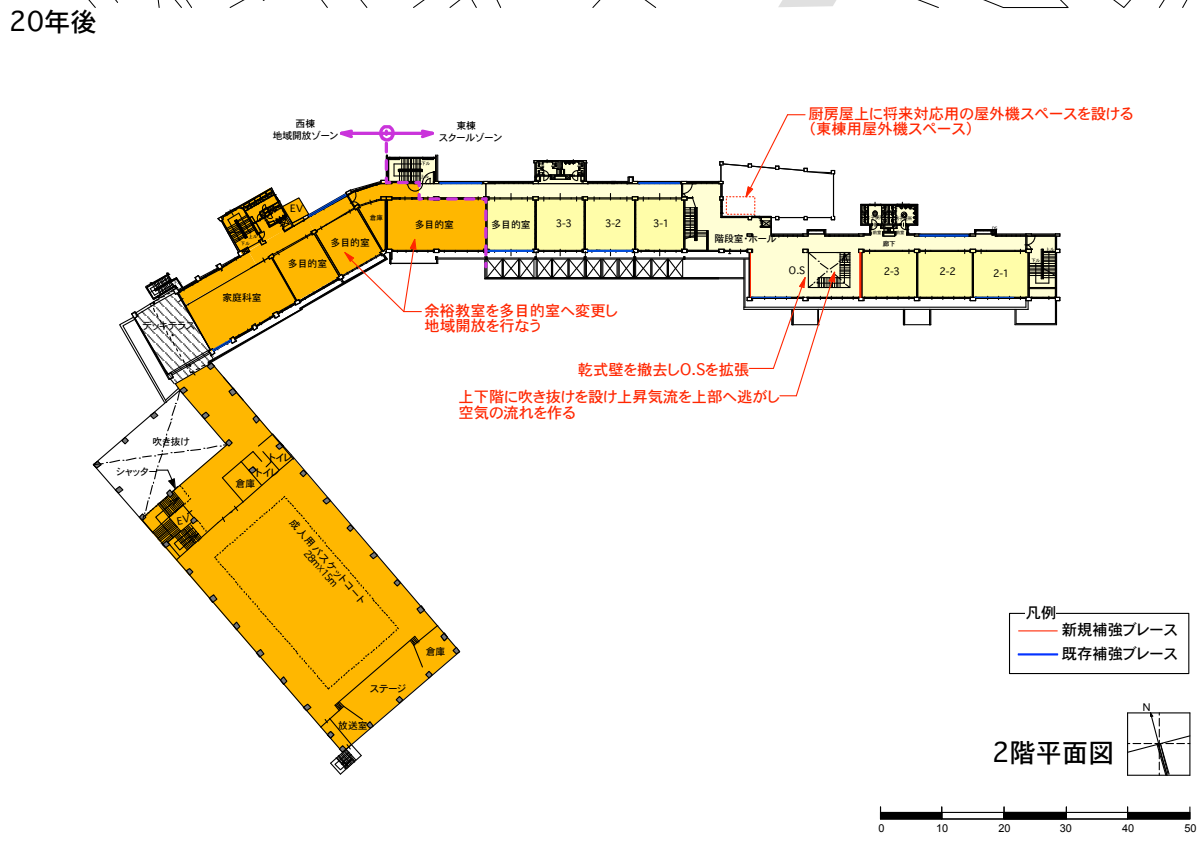 20年後
西棟
地域開放ゾーン
東棟
スクールゾーン
厨房屋上に将来対応用の屋外機スペースを設ける
（東棟用屋外機スペース）
EV
倉庫
多目的室
多目的室
3-3
3-2
3-1
階段室・ホール
廊下
多目的室
多目的室
家庭科室
O.S
2-3
2-2
2-1
デッキテラス
余裕教室を多目的室へ変更し
地域開放を行なう
乾式壁を撤去しO.Sを拡張
上下階に吹き抜けを設け上昇気流を上部へ逃がし
空気の流れを作る
吹き抜け
シャッター
トイレ
トイレ
倉庫
EV
成人用バスケットコート
28m×15m
倉庫
ステージ
放送室
凡例
新規補強ブレース
既存補強ブレース
N
2階平面図
0 10 20 30 40 50